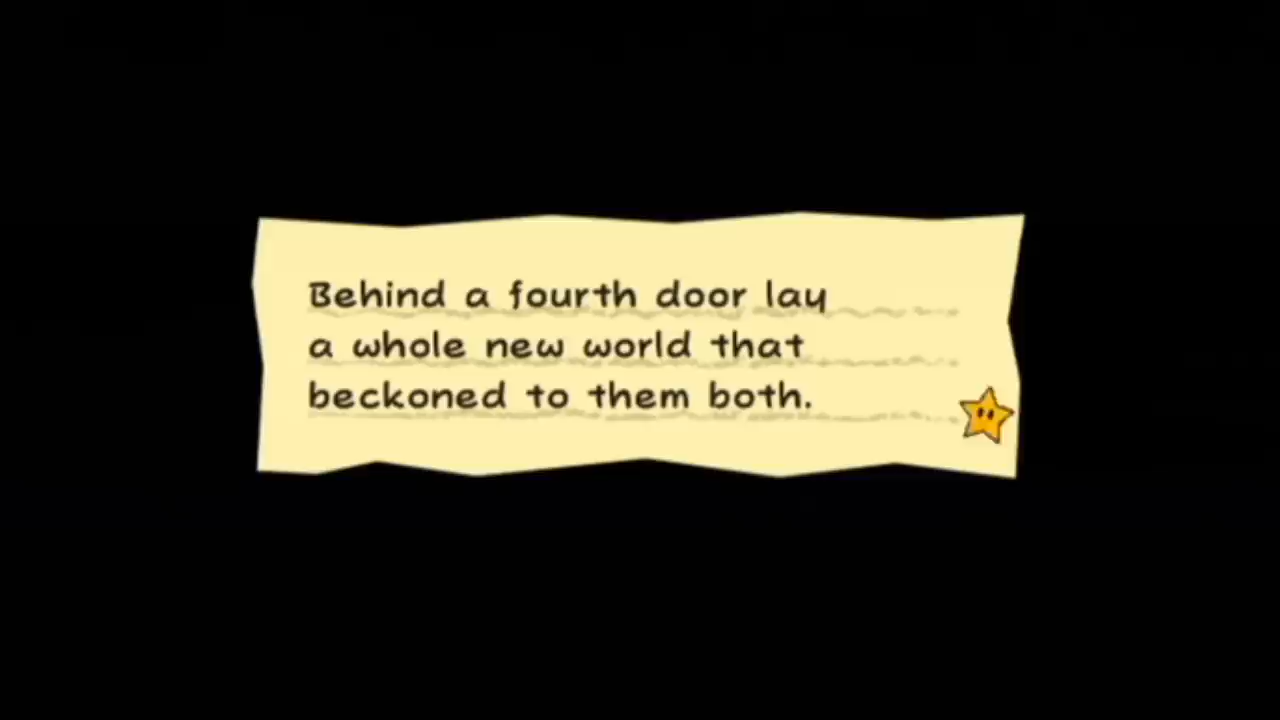 Behind a fourth door lay
a whole new world that
beckoned to them both.